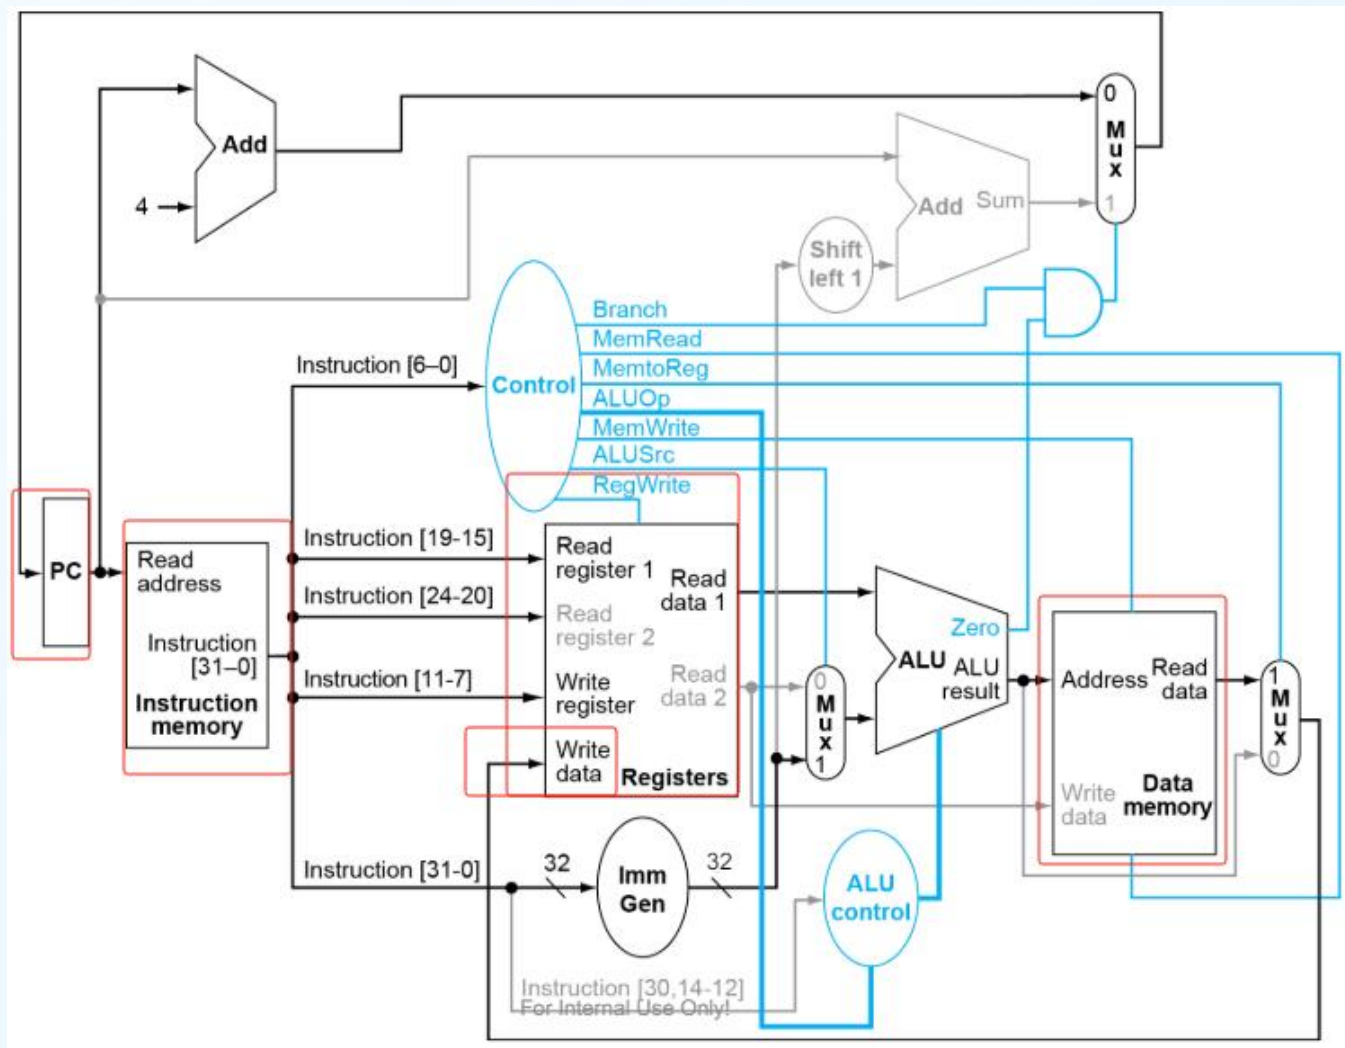 Add
4
0
M
u
x
1
Add
Sum
Shift
left 1
Branch
MemRead
MemtoReg
ALUOp
MemWrite
ALUSrc
RegWrite
Control
Instruction [6–0]
Instruction [19-15]
Instruction [24-20]
Instruction [11-7]
Instruction [31-0]
PC
Read
address
Instruction
[31–0]
Instruction
memory
Read
register 1
Read
register 2
Write
register
Write
data
Read
data 1
Read
data 2
Registers
0
M
u
x
1
Zero
ALU
ALU
result
Address
Read
data
Write
data
Data
memory
1
M
u
x
0
32
Imm
Gen
32
ALU
control
Instruction [30,14-12]
For Internal Use Only!